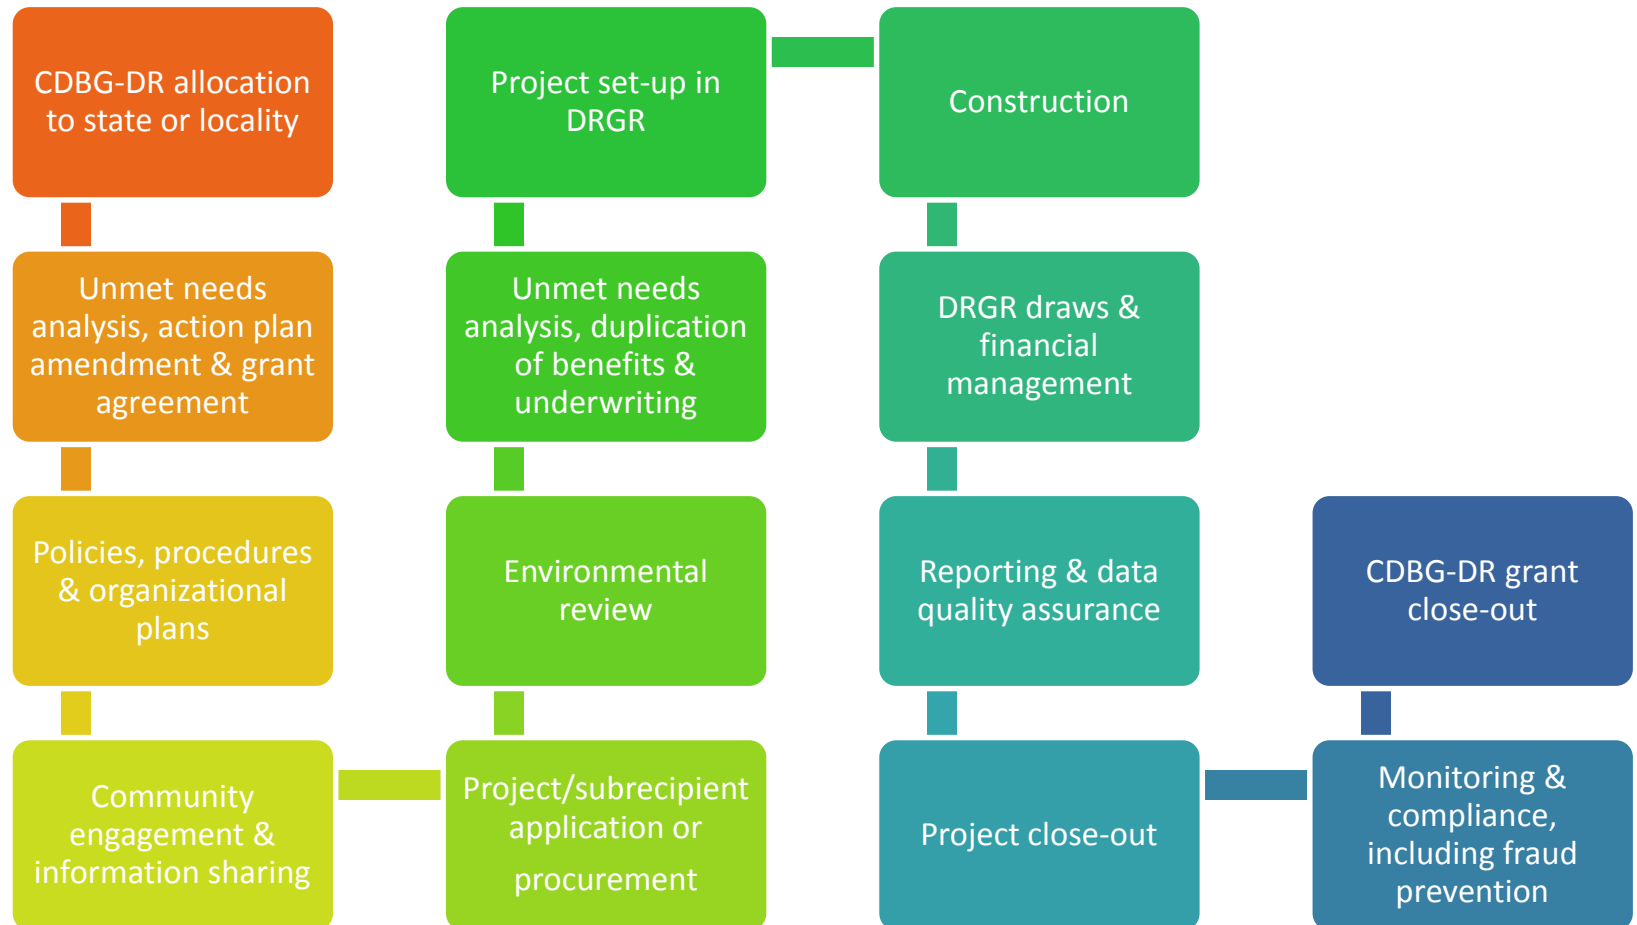 CDBG-DR allocation
to state or locality
Unmet needs
analysis, action plan
amendment & grant
agreement
Policies, procedures
& organizational
plans
Community
engagement &
information sharing
Project/subrecipient
application or
procurement
Environmental
review
Unmet needs
analysis, duplication
of benefits &
underwriting
Project set-up in
DRGR
Construction
DRGR draws &
financial
management
Reporting & data
quality assurance
Project close-out
Monitoring &
compliance,
including fraud
prevention
CDBG-DR grant
close-out